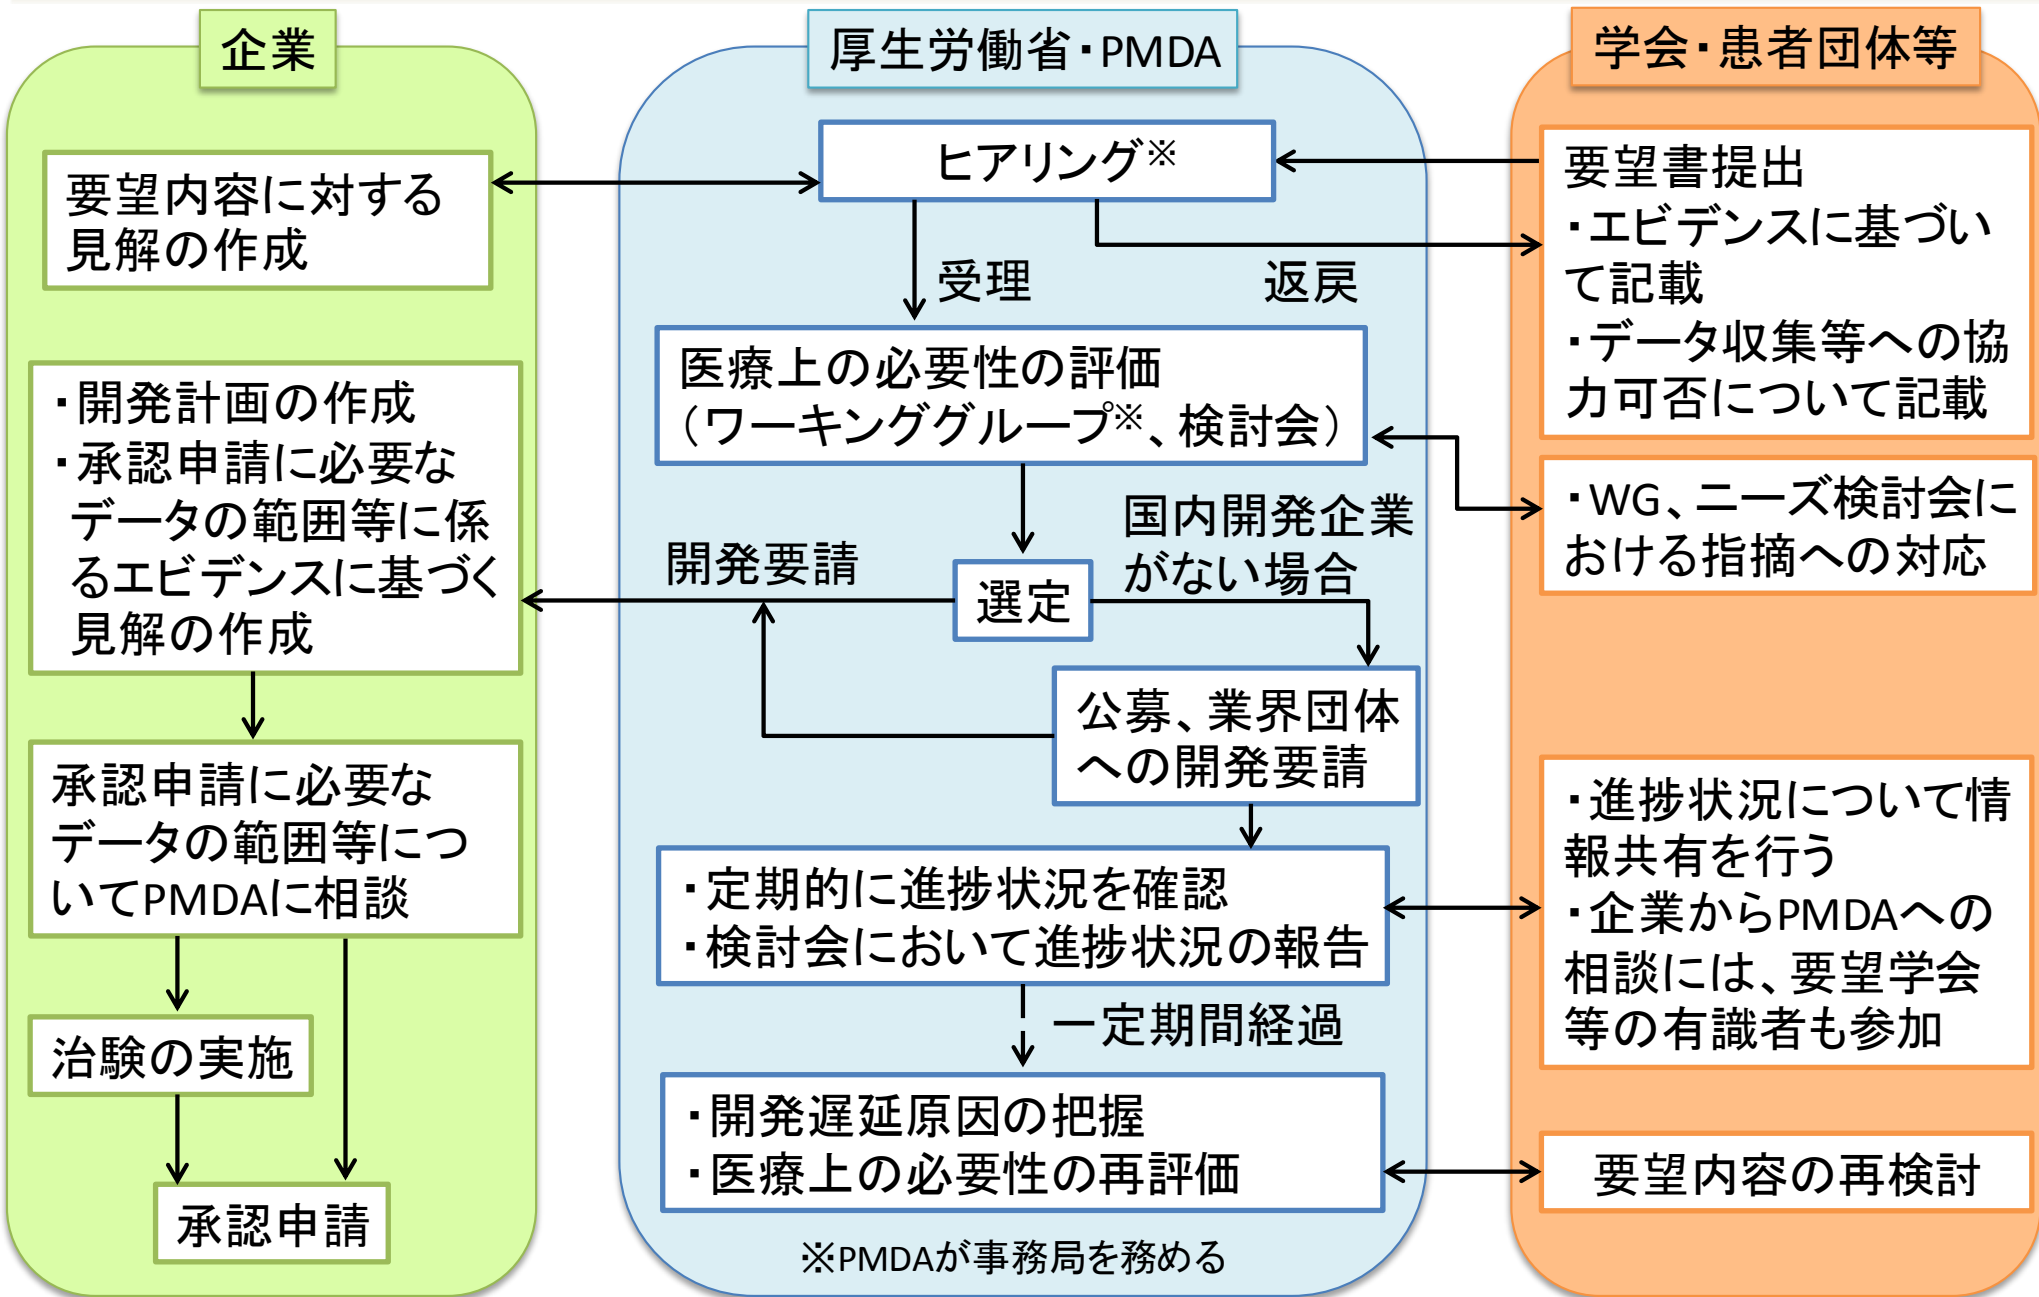 企業
要望内容に対する
見解の作成
・開発計画の作成
・承認申請に必要な
データの範囲等に係
るエビデンスに基づく
見解の作成
承認申請に必要な
データの範囲等につ
いてPMDAに相談
治験の実施
承認申請
厚生労働省・PMDA
ヒアリング※
受理
返戻
医療上の必要性の評価
（ワーキンググループ※、検討会）
開発要請
選定
国内開発企業
がない場合
公募、業界団体
への開発要請
・定期的に進捗状況を確認
・検討会において進捗状況の報告
一定期間経過
・開発遅延原因の把握
・医療上の必要性の再評価
※PMDAが事務局を務める
学会・患者団体等
要望書提出
・エビデンスに基づい
て記載
・データ収集等への協
力可否について記載
・WG、ニーズ検討会に
おける指摘への対応
・進捗状況について情
報共有を行う
・企業からPMDAへの
相談には、要望学会
等の有識者も参加
要望内容の再検討